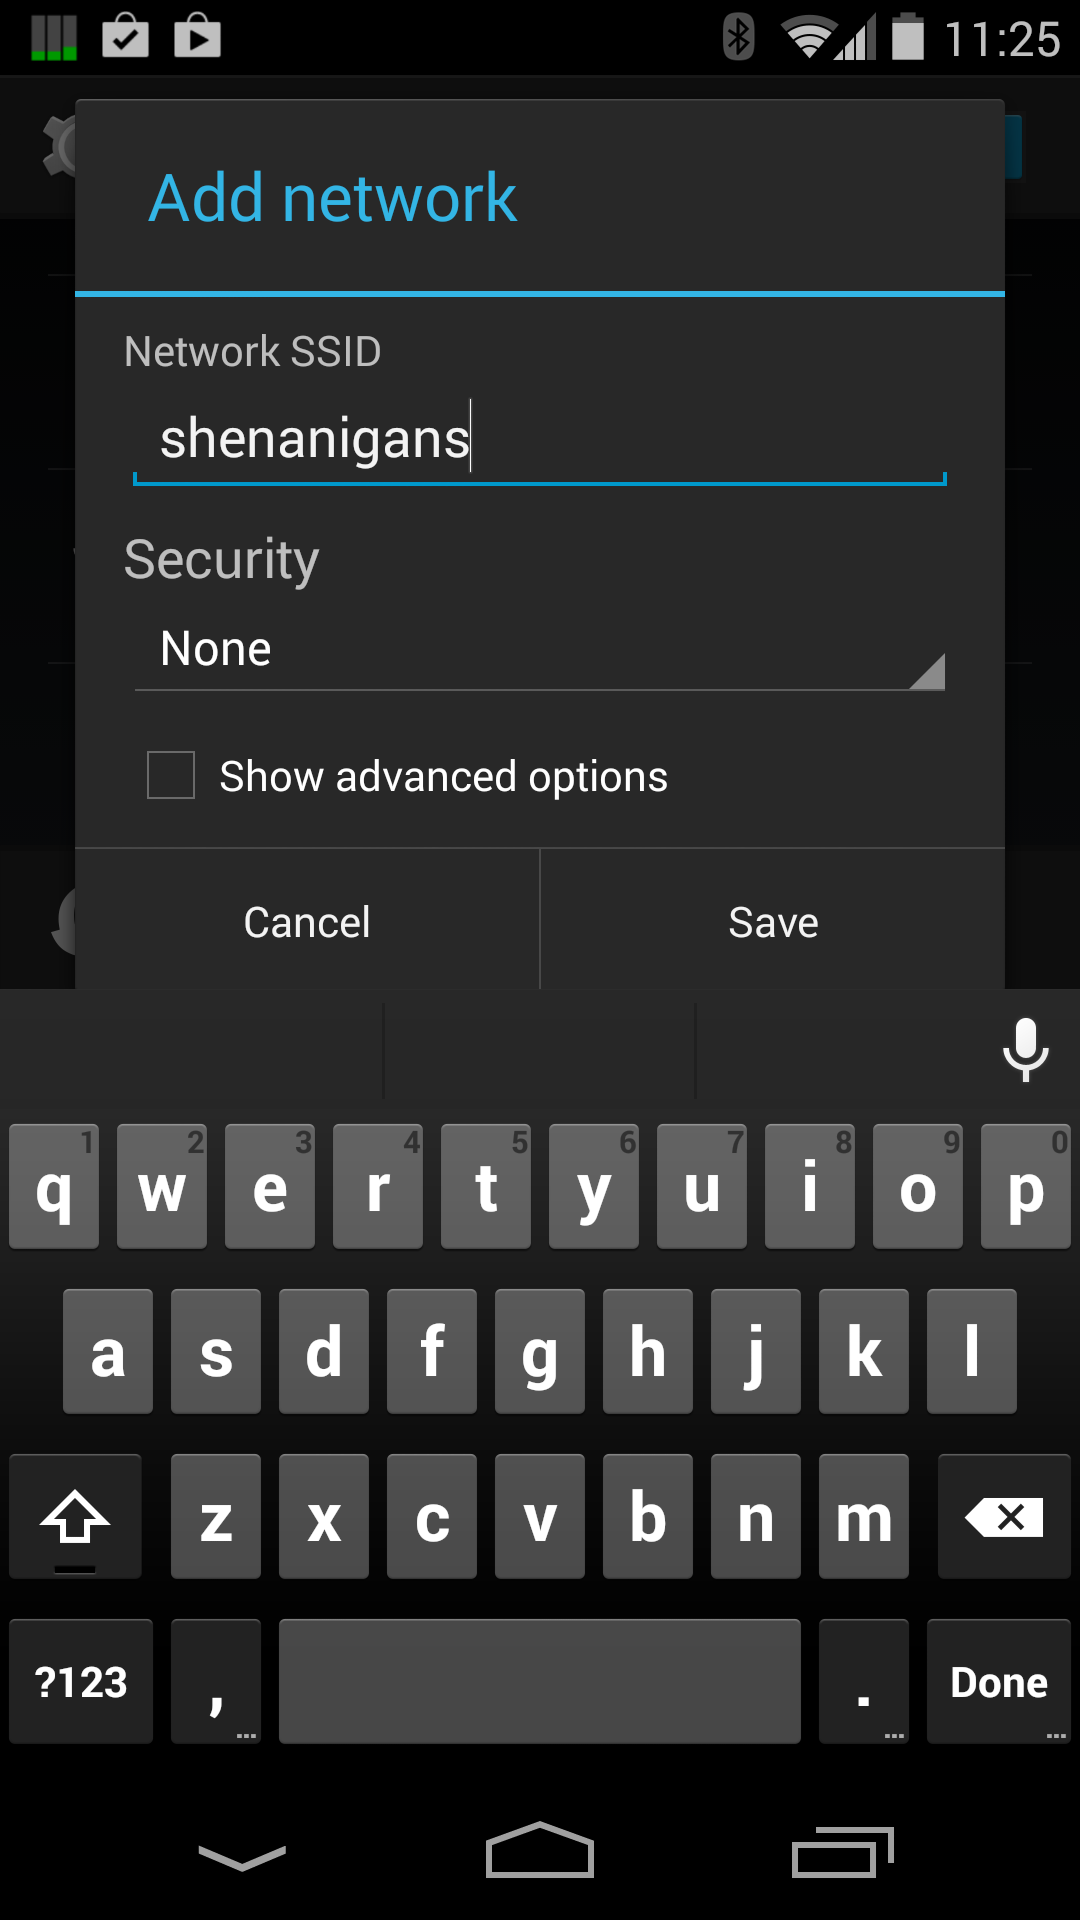 11:25
Add network
Network SSID
shenanigans
Security
None
Show advanced options
Cancel Save
1 2 3 4 5 6 7 8 9 0
q w e r t y u i o p
a s d f g h j k l
z x c v b n m
?123 , . Done